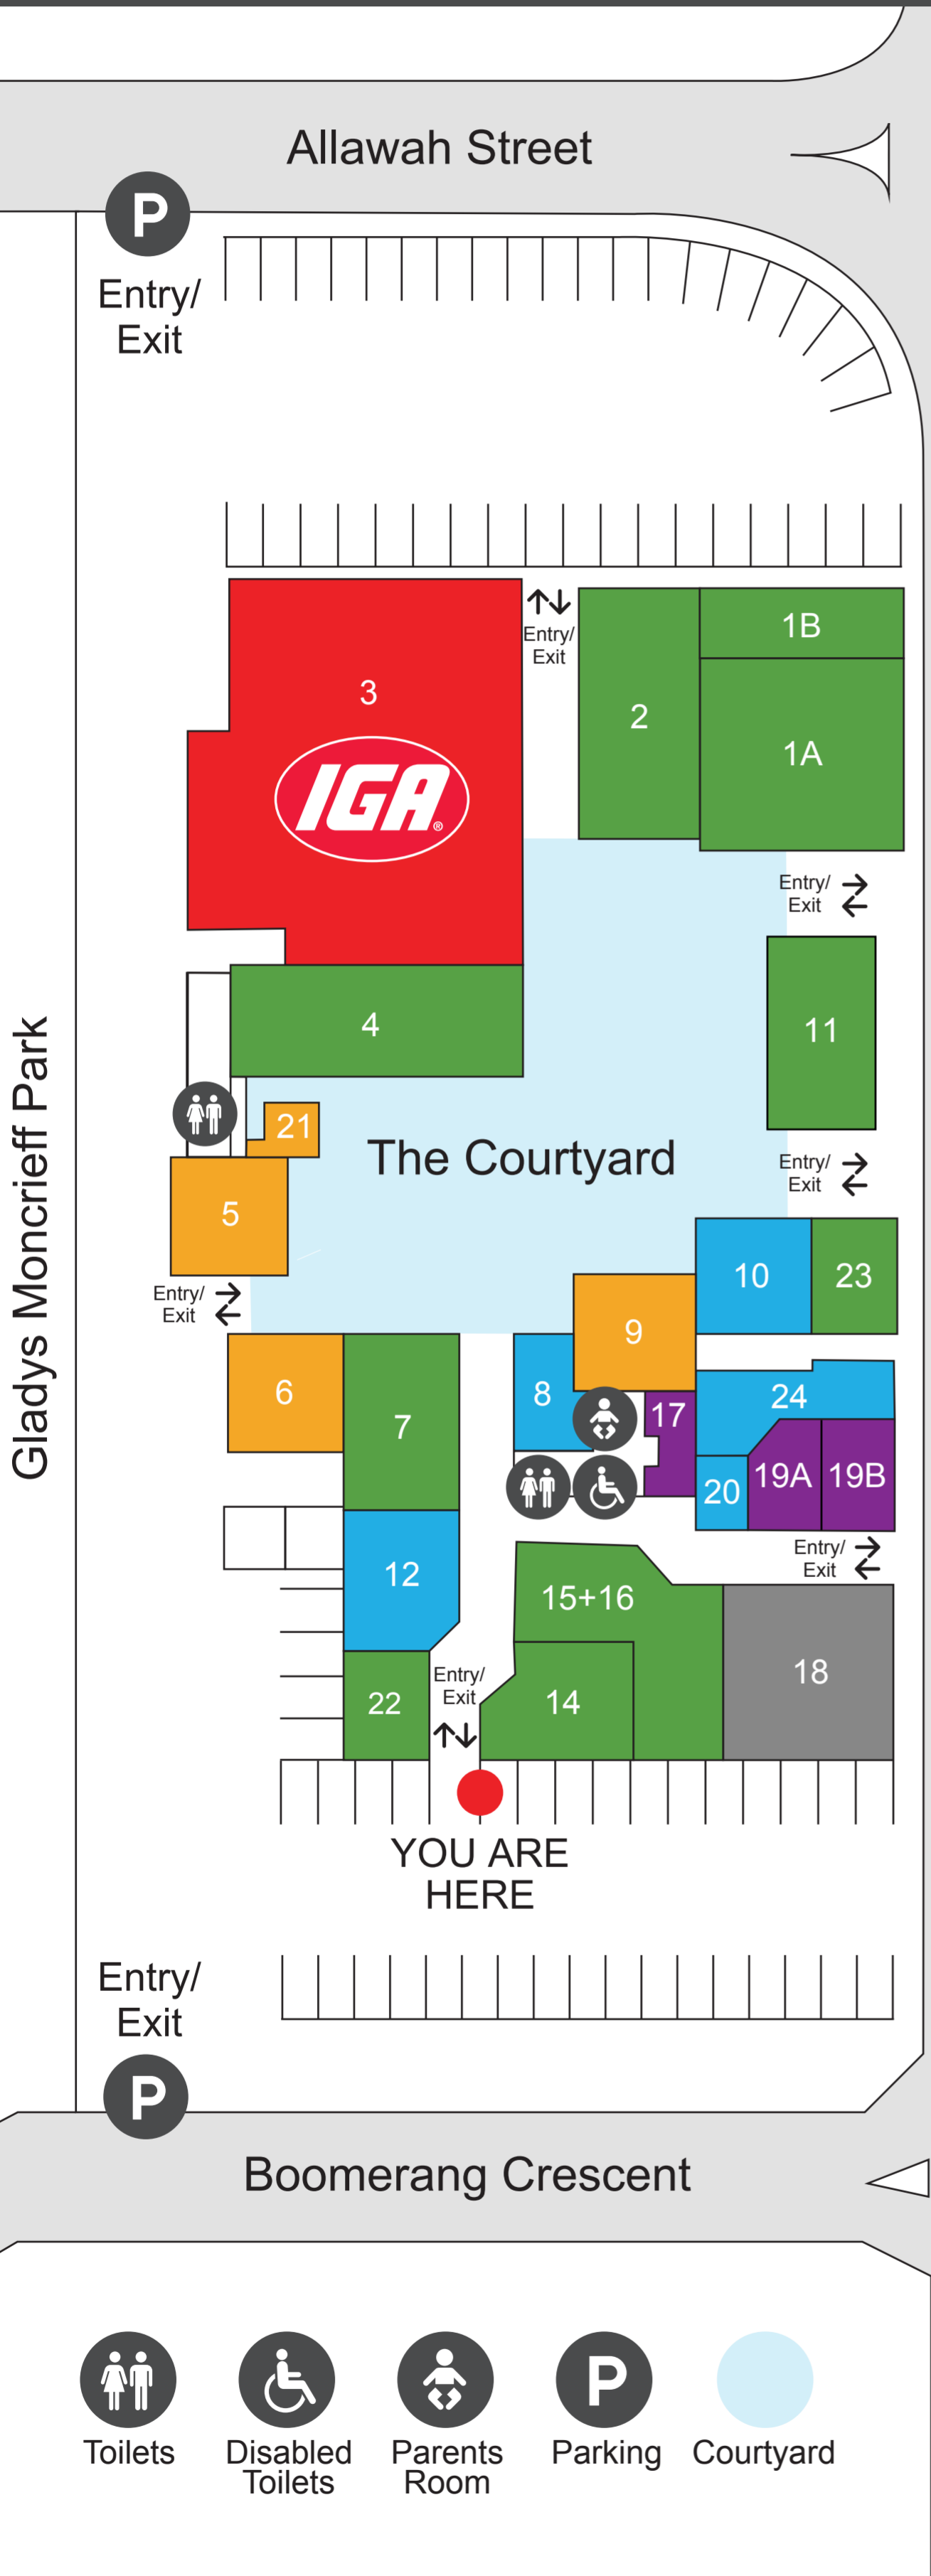 Allawah Street
P
Entry/
Exit
Entry/
Exit
1B
3
2
1A
IGA®
Entry/
Exit
11
4
21
The Courtyard
Entry/
Exit
5
10
23
Entry/
Exit
9
6
8
24
7
17
19A
19B
20
Entry/
Exit
12
15+16
18
Entry/
Exit
22
14
Gladys Moncrieff Park
YOU ARE
HERE
Entry/
Exit
P
Boomerang Crescent
P
Toilets
Disabled
Toilets
Parents
Room
Parking
Courtyard